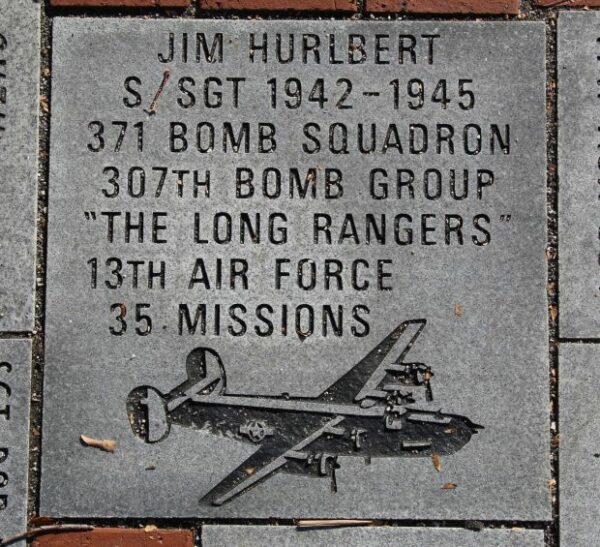 JIM HURLBERT
S/SGT 1942-1945
371 BOMB SQUADRON
307TH BOMB GROUP
"THE LONG RANGERS"
13TH AIR FORCE
35 MISSIONS